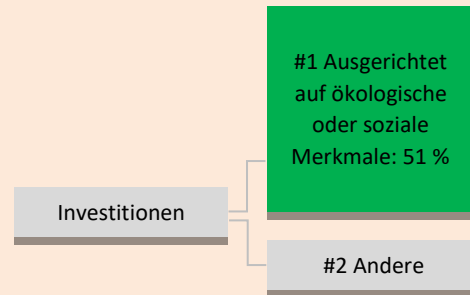 #1 Ausgerichtet
auf ökologische
oder soziale
Merkmale: 51 %
Investitionen
#2 Andere